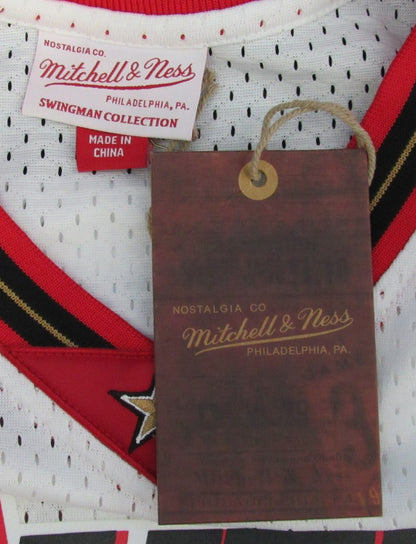 NOSTALGIA CO.
Mitchell & Ness
PHILADELPHIA, PA.
SWINGMAN COLLECTION
MADE IN
CHINA
NOSTALGIA CO
Mitchell & Ness
PHILADELPHIA, PA.